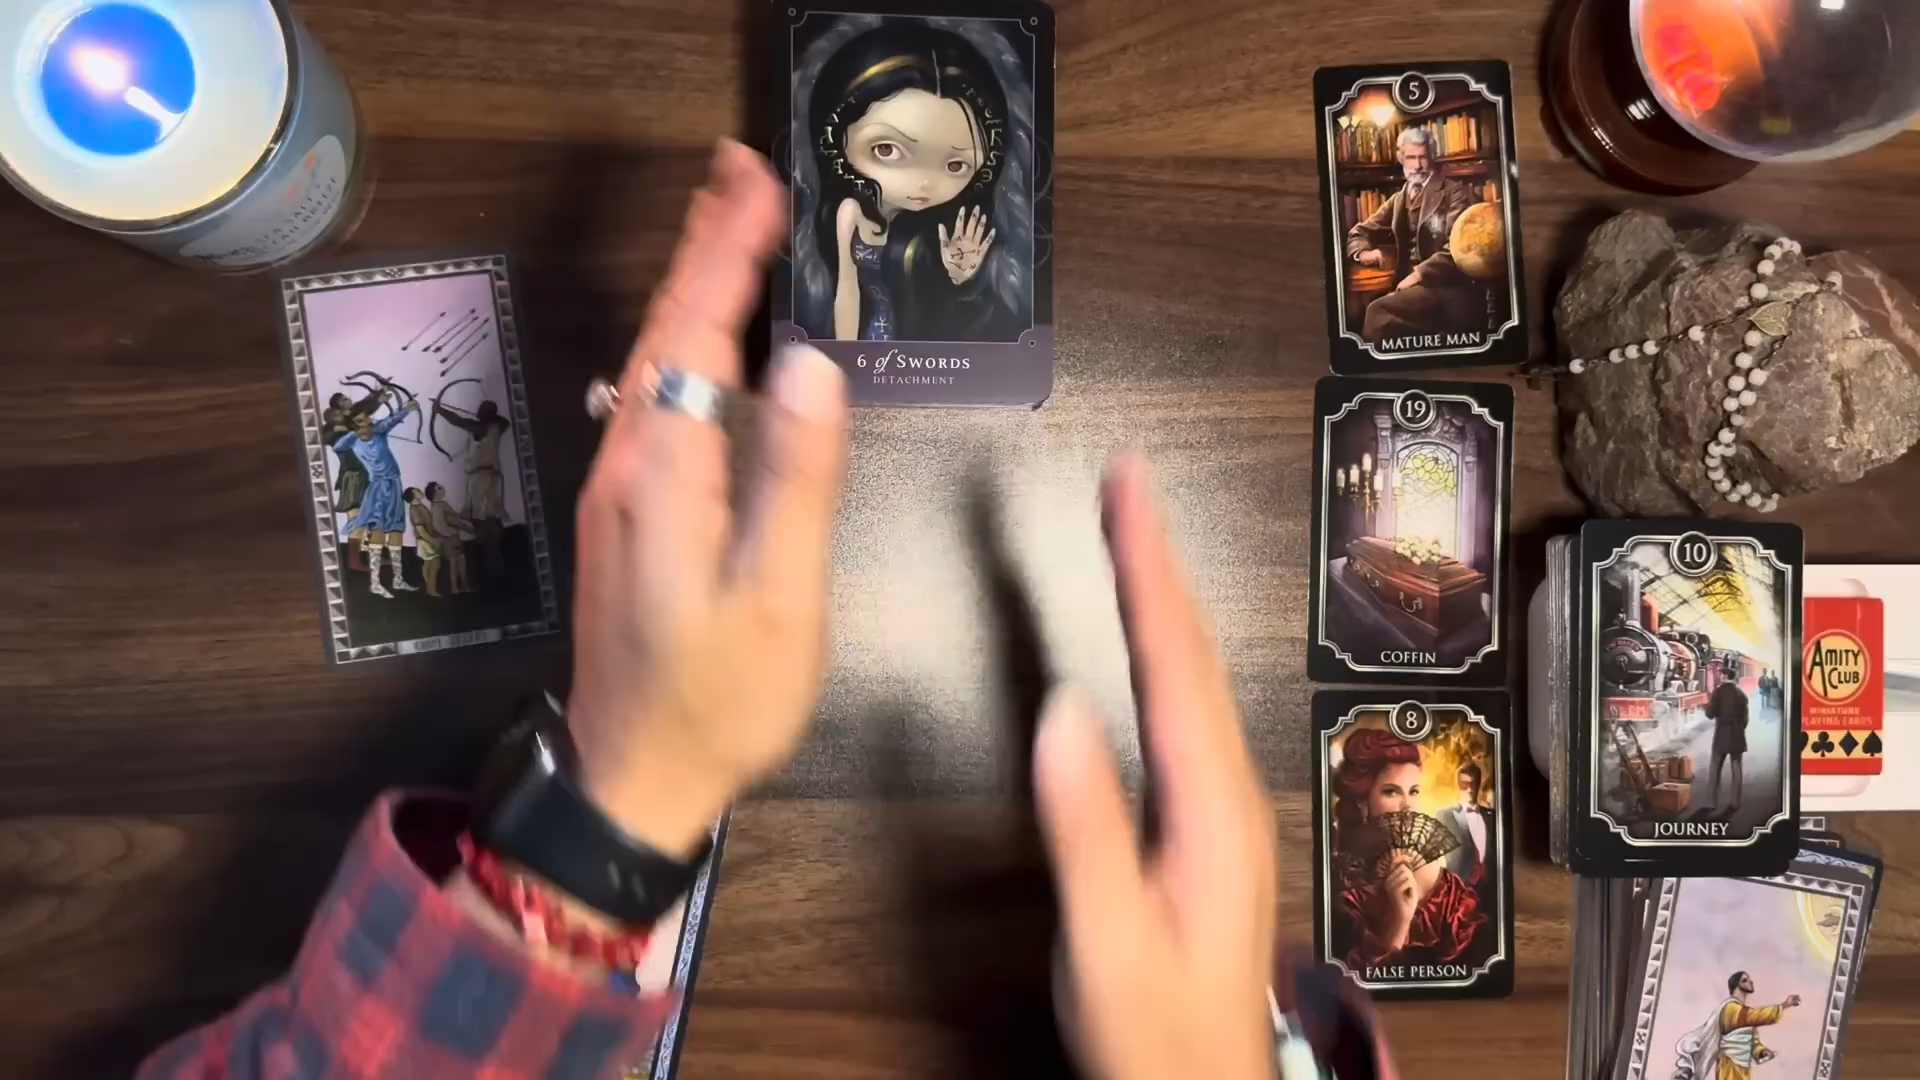 6 of SWORDS
DETACHMENT
5
MATURE MAN
19
COFFIN
8
FALSE PERSON
10
JOURNEY
AMITY
CLUB
MINIATURE
PLAYING CARDS